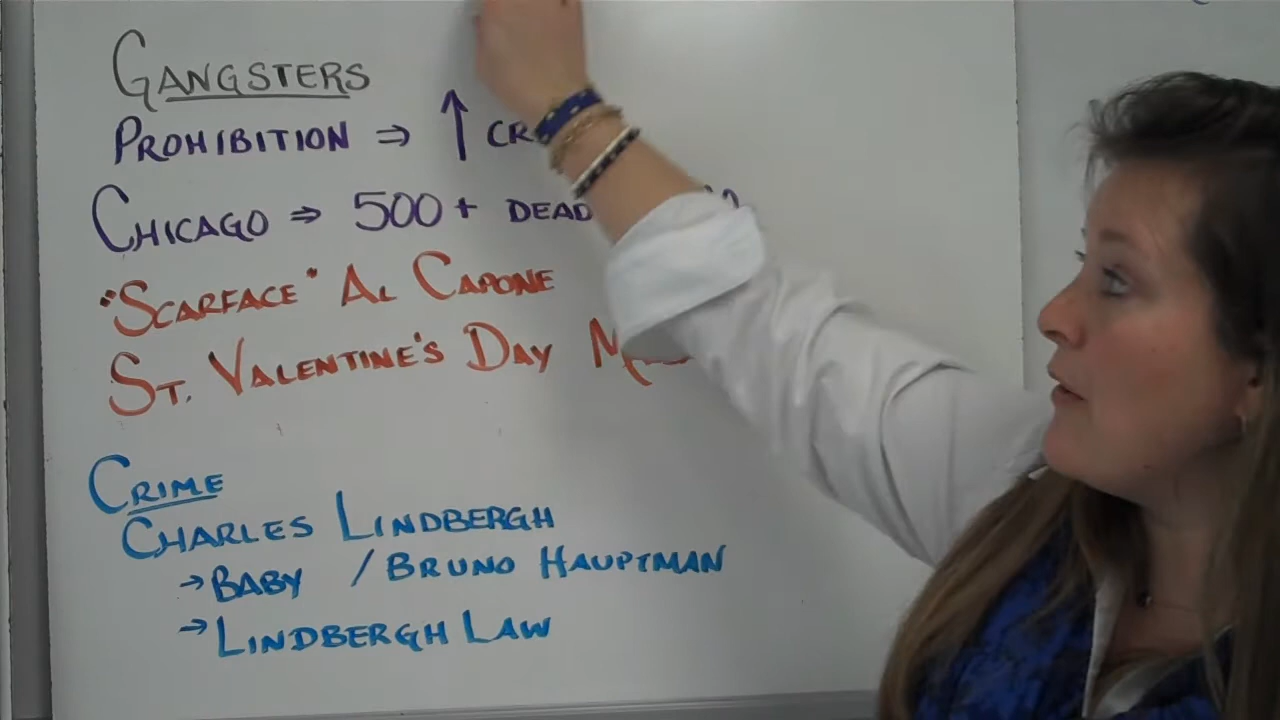 GANGSTERS
PROHIBITION ⇒ ↑
CHICAGO ⇒ 500+ DEAD
"SCARFACE" AL CAPONE
ST. VALENTINE'S DAY
CRIME
CHARLES LINDBERGH
→ BABY / BRUNO HAUPTMAN
→ LINDBERGH LAW